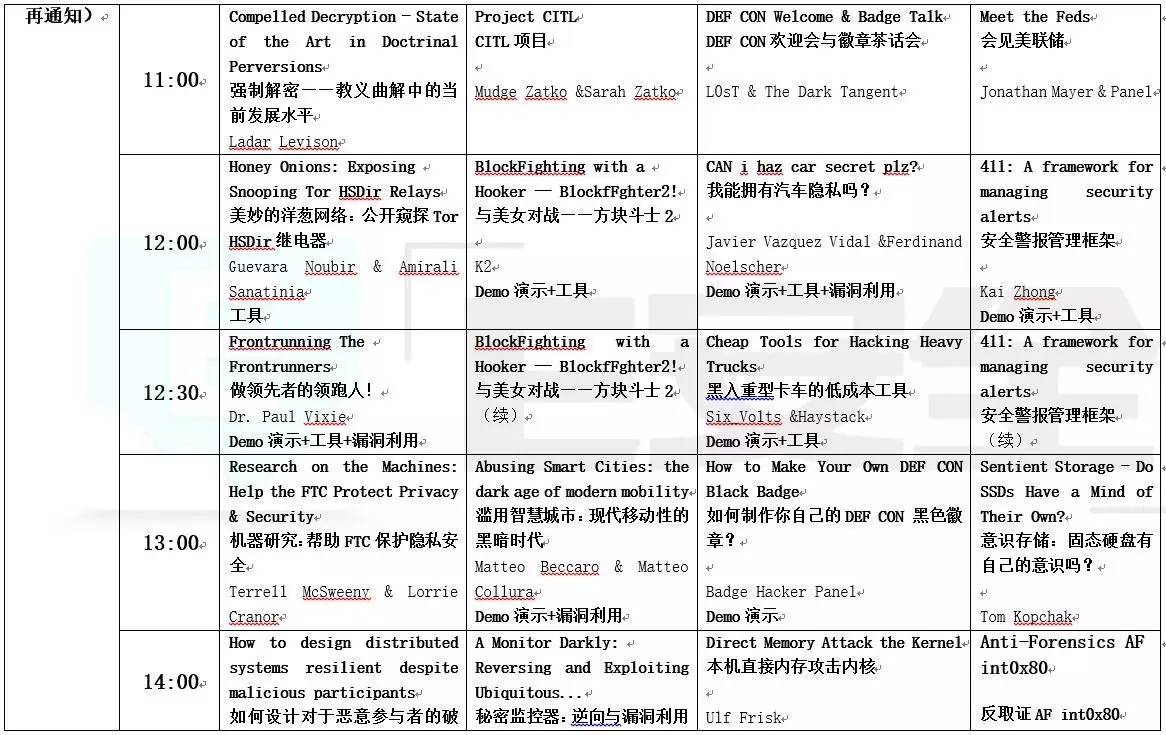 再通知）
11:00
Compelled Decryption – State
of the Art in Doctrinal
Perversions
强制解密——教义曲解中的当
前发展水平
Ladar Levison
Project CITL
CITL 项目
Mudge Zatko &Sarah Zatko
DEF CON Welcome & Badge Talk
DEF CON 欢迎会与徽章茶话会
L0sT & The Dark Tangent
Meet the Feds
会见美联储
Jonathan Mayer & Panel
12:00
Honey Onions: Exposing
Snooping Tor HSDir Relays
美妙的洋葱网络：公开窥探 Tor
HSDir 继电器
Guevara Noubir & Amirali
Sanatinia
工具
BlockFighting with a
Hooker — BlockfFghter2!
与美女对战——方块斗士 2
K2
Demo 演示+工具
CAN i haz car secret plz?
我能拥有汽车隐私吗？
Javier Vazquez Vidal &Ferdinand
Noelscher
Demo 演示+工具+漏洞利用
411: A framework for
managing security
alerts
安全警报管理框架
Kai Zhong
Demo 演示+工具
12:30
Frontrunning The
Frontrunners
做领先者的领跑人！
Dr. Paul Vixie
Demo 演示+工具+漏洞利用
BlockFighting with a
Hooker — BlockfFghter2!
与美女对战——方块斗士 2
（续）
Cheap Tools for Hacking Heavy
Trucks
黑入重型卡车的低成本工具
Six_Volts &Haystack
Demo 演示+工具
411: A framework for
managing security
alerts
安全警报管理框架
（续）
13:00
Research on the Machines:
Help the FTC Protect Privacy
& Security
机器研究：帮助 FTC 保护隐私安
全
Terrell McSweeny & Lorrie
Cranor
Abusing Smart Cities: the
dark age of modern mobility
滥用智慧城市：现代移动性的
黑暗时代
Matteo Beccaro & Matteo
Collura
Demo 演示+漏洞利用
How to Make Your Own DEF CON
Black Badge
如何制作你自己的 DEF CON 黑色徽
章？
Badge Hacker Panel
Demo 演示
Sentient Storage – Do
SSDs Have a Mind of
Their Own?
意识存储：固态硬盘有
自己的意识吗？
Tom Kopchak
14:00
How to design distributed
systems resilient despite
malicious participants
如何设计对于恶意参与者的破
A Monitor Darkly:
Reversing and Exploiting
Ubiquitous...
秘密监控器：逆向与漏洞利用
Direct Memory Attack the Kernel
本机直接内存攻击内核
Ulf Frisk
Anti-Forensics AF
int0x80
反取证 AF int0x80